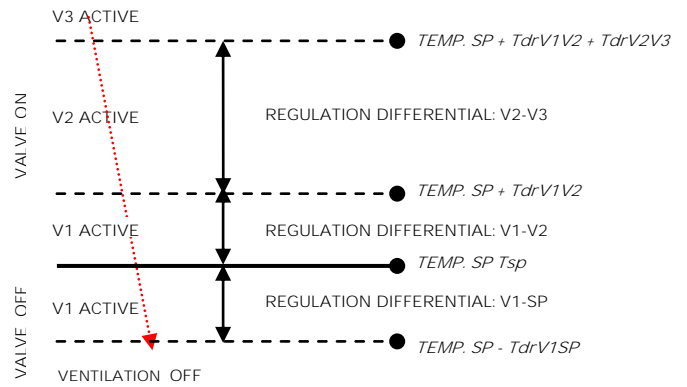 V3 ACTIVE
TEMP. SP + TdrV1V2 + TdrV2V3
VALVE ON
V2 ACTIVE
REGULATION DIFFERENTIAL: V2-V3
TEMP. SP + TdrV1V2
V1 ACTIVE
REGULATION DIFFERENTIAL: V1-V2
TEMP. SP Tsp
VALVE OFF
V1 ACTIVE
REGULATION DIFFERENTIAL: V1-SP
TEMP. SP - TdrV1SP
VENTILATION OFF